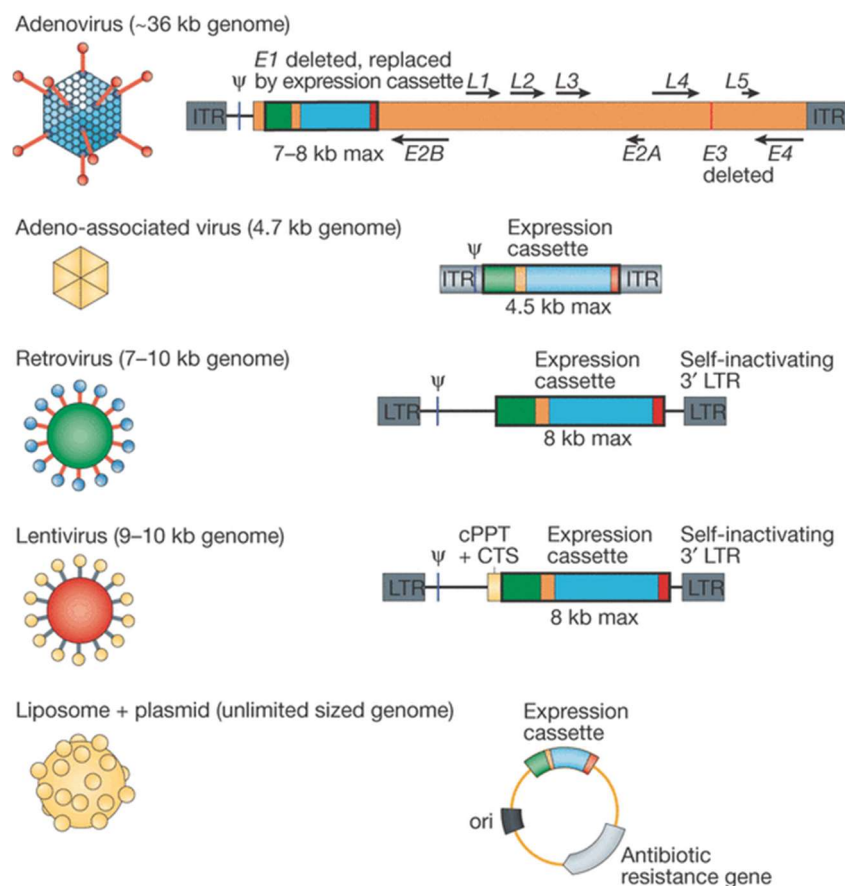 Adenovirus (~36 kb genome)
E1 deleted, replaced
by expression cassette
ψ
L1 L2 L3 L4 L5
ITR ITR
7–8 kb max
E2B E2A E3 E4
deleted
Adeno-associated virus (4.7 kb genome)
Expression
cassette
ψ
ITR ITR
4.5 kb max
Retrovirus (7–10 kb genome)
Expression
cassette
Self-inactivating
3′ LTR
ψ
LTR LTR
8 kb max
Lentivirus (9–10 kb genome)
cPPT
+ CTS
Expression
cassette
Self-inactivating
3′ LTR
ψ
LTR LTR
8 kb max
Liposome + plasmid (unlimited sized genome)
Expression
cassette
ori
Antibiotic
resistance gene